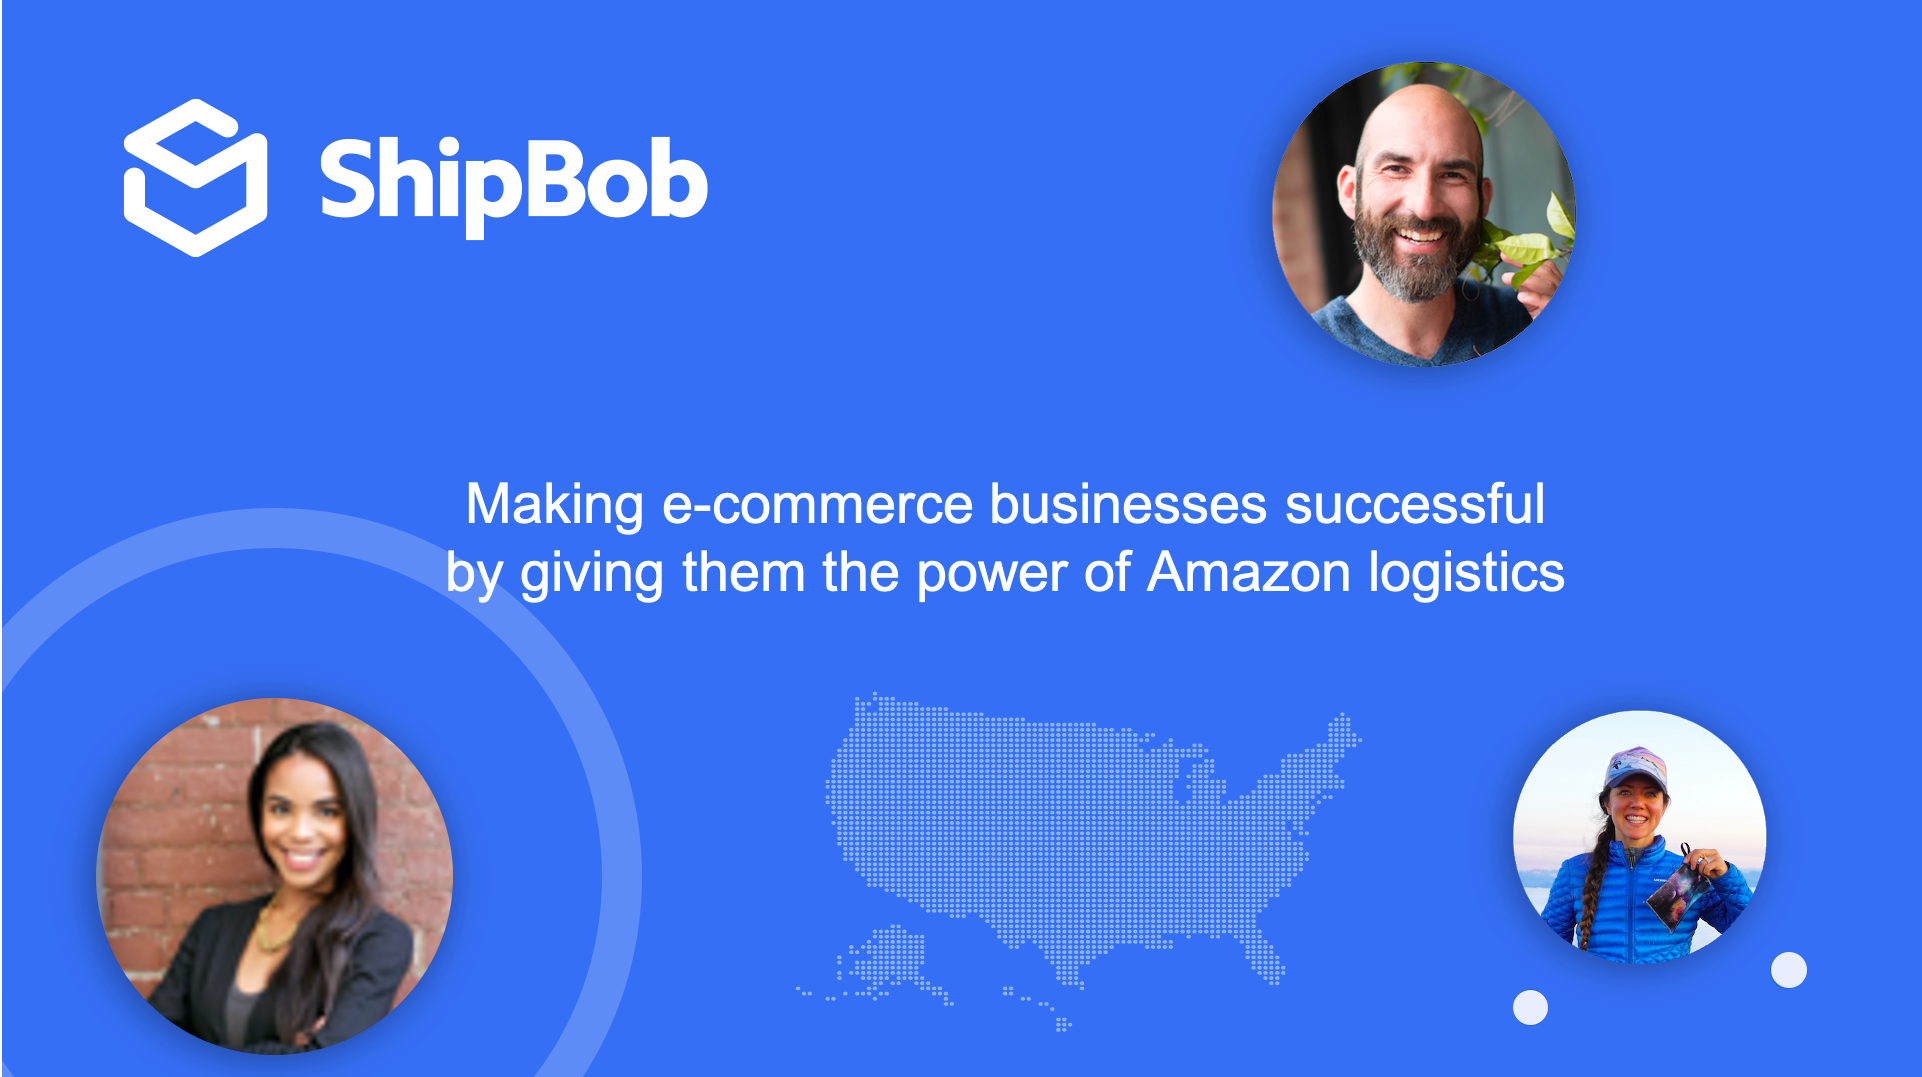 ShipBob
Making e-commerce businesses successful
by giving them the power of Amazon logistics